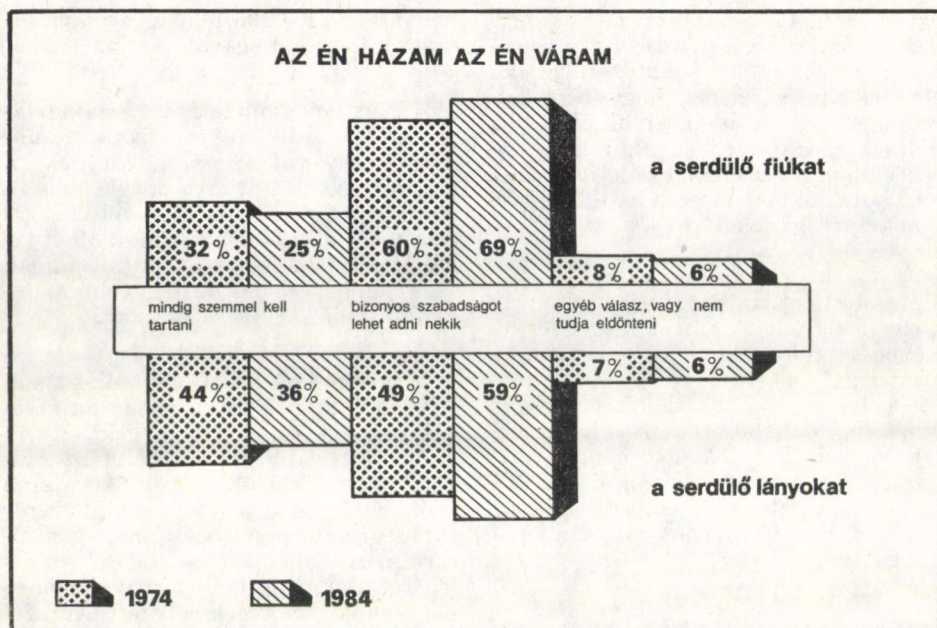 AZ ÉN HÁZAM AZ ÉN VÁRAM
a serdülő fiúkat
32% 25% 60% 69% 8% 6%
mindig szemmel kell
tartani
bizonyos szabadságot
lehet adni nekik
egyéb válasz, vagy nem
tudja eldönteni
44% 36% 49% 59% 7% 6%
a serdülő lányokat
1974 1984